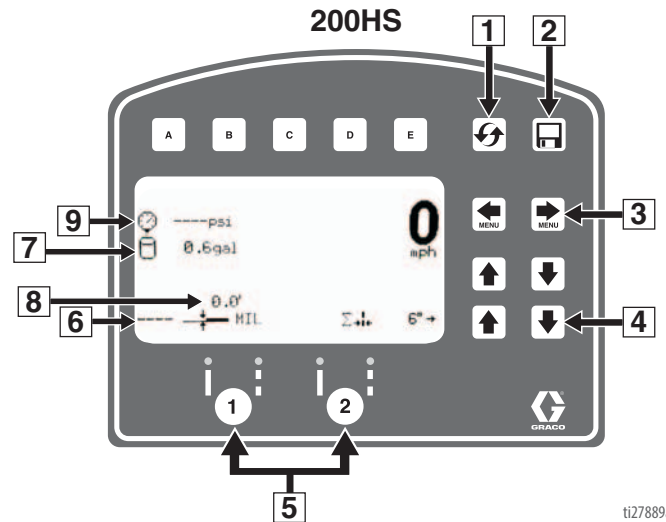 200HS
1
2
A B C D E
9
----psi
0
3
MENU MENU
7
0.6gal
mph
8
0.0'
6
---- MIL
Σ
6"→
4
1
2
GRACO
5
ti27889